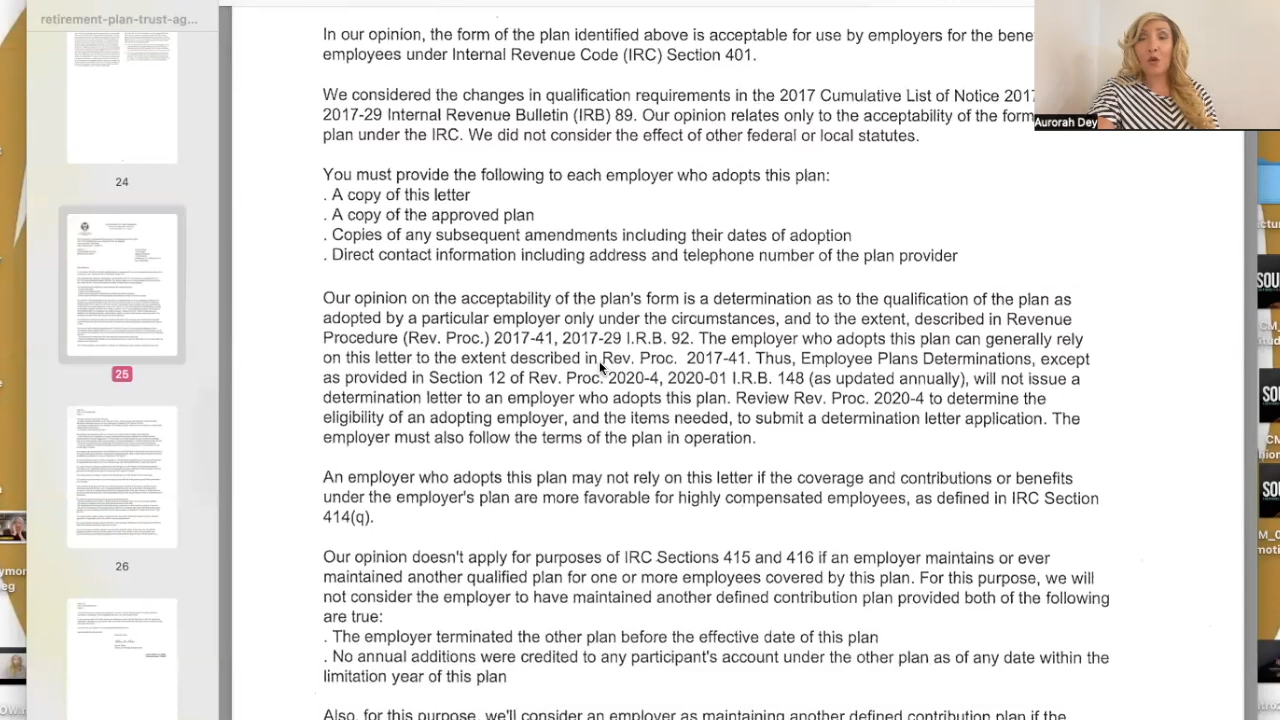 retirement-plan-trust-ag...
24
25
26
In our opinion, the form of the plan identified above is acceptable for use by employers for the bene
employees under Internal Revenue Code (IRC) Section 401.
We considered the changes in qualification requirements in the 2017 Cumulative List of Notice 2017
2017-29 Internal Revenue Bulletin (IRB) 89. Our opinion relates only to the acceptability of the form
plan under the IRC. We did not consider the effect of other federal or local statutes.
You must provide the following to each employer who adopts this plan:
. A copy of this letter
. A copy of the approved plan
. Copies of any subsequent amendments including their dates of adoption
. Direct contact information including address and telephone number of the plan provider
Our opinion on the acceptability of the plan's form is a determination as to the qualification of the plan as
adopted by a particular employer only under the circumstances, and to the extent, described in Revenue
Procedure (Rev. Proc.) 2017-41, 2017-29 I.R.B. 92. The employer who adopts this plan can generally rely
on this letter to the extent described in Rev. Proc. 2017-41. Thus, Employee Plans Determinations, except
as provided in Section 12 of Rev. Proc. 2020-4, 2020-01 I.R.B. 148 (as updated annually), will not issue a
determination letter to an employer who adopts this plan. Review Rev. Proc. 2020-4 to determine the
eligibility of an adopting employer, and the items needed, to submit a determination letter application. The
employer must also follow the terms of the plan in operation.
An employer who adopts this plan may not rely on this letter if the coverage and contributions or benefits
under the employer's plan are more favorable for highly compensated employees, as defined in IRC Section
414(q).
Our opinion doesn't apply for purposes of IRC Sections 415 and 416 if an employer maintains or ever
maintained another qualified plan for one or more employees covered by this plan. For this purpose, we will
not consider the employer to have maintained another defined contribution plan provided both of the following
are true:
. The employer terminated the other plan before the effective date of this plan
. No annual additions were credited to any participant's account under the other plan as of any date within the
limitation year of this plan
Also, for this purpose, we'll consider an employer as maintaining another defined contribution plan if the
Aurorah Dey